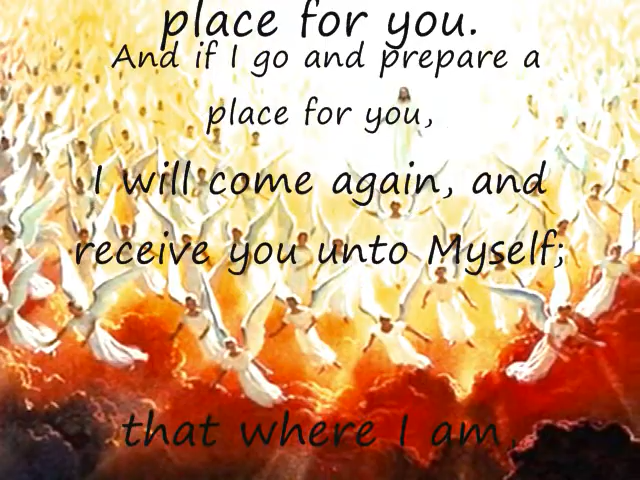 place for you.
And if I go and prepare a
place for you,
I will come again, and
receive you unto Myself;
that where I am,